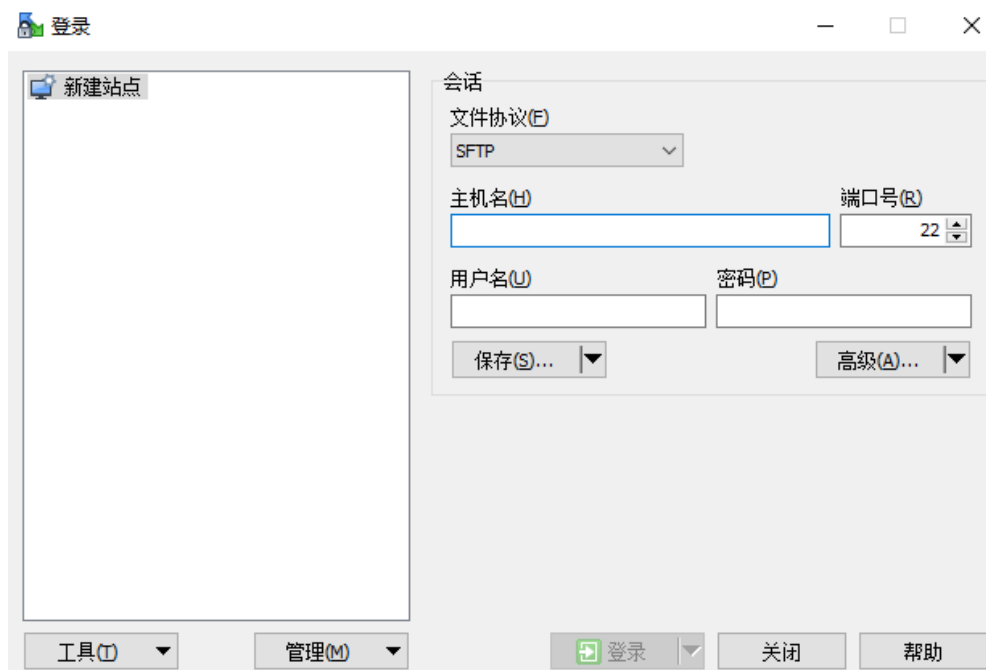 登录
新建站点
会话
文件协议(F)
SFTP
主机名(H) 端口号(R)
22
用户名(U) 密码(P)
保存(S)... 高级(A)...
工具(T) 管理(M) 登录 关闭 帮助